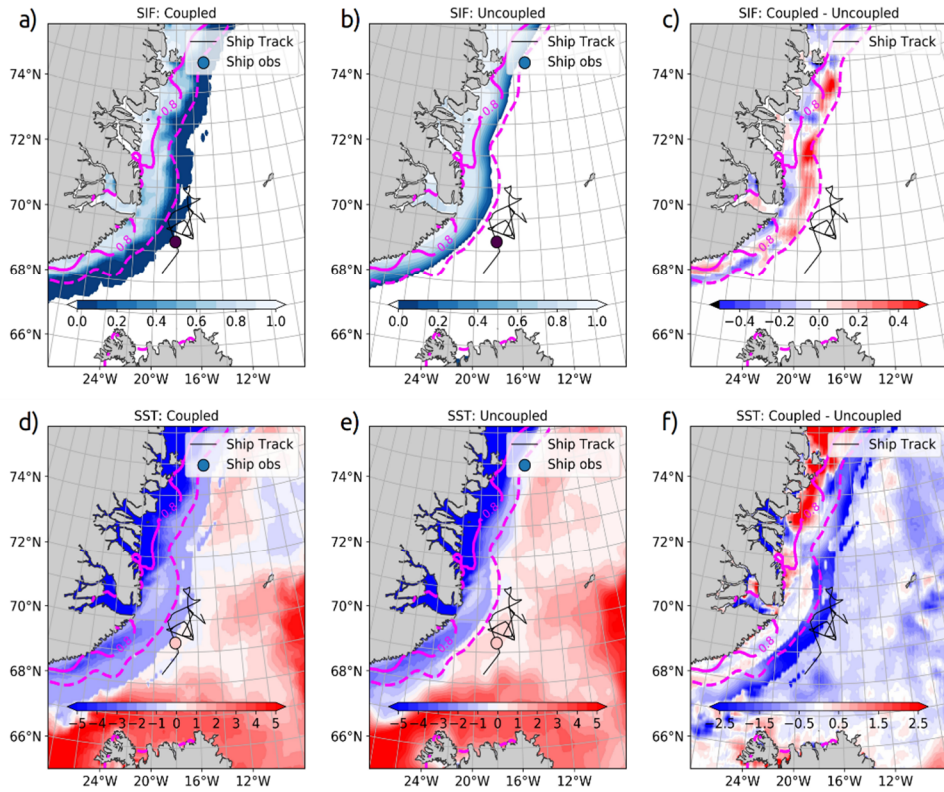 a)
SIF: Coupled
Ship Track
Ship obs
74°N
72°N
70°N
68°N
66°N
0.8
0.8
0.0 0.2 0.4 0.6 0.8 1.0
24°W 20°W 16°W 12°W
b)
SIF: Uncoupled
Ship Track
Ship obs
74°N
72°N
70°N
68°N
66°N
0.8
0.8
0.0 0.2 0.4 0.6 0.8 1.0
24°W 20°W 16°W 12°W
c)
SIF: Coupled - Uncoupled
Ship Track
74°N
72°N
70°N
68°N
66°N
0.8
0.8
−0.4 −0.2 0.0 0.2 0.4
24°W 20°W 16°W 12°W
d)
SST: Coupled
Ship Track
Ship obs
74°N
72°N
70°N
68°N
66°N
0.8
0.8
−5 −4 −3 −2 −1 0 1 2 3 4 5
24°W 20°W 16°W 12°W
e)
SST: Uncoupled
Ship Track
Ship obs
74°N
72°N
70°N
68°N
66°N
0.8
0.8
−5 −4 −3 −2 −1 0 1 2 3 4 5
24°W 20°W 16°W 12°W
f)
SST: Coupled - Uncoupled
Ship Track
74°N
72°N
70°N
68°N
66°N
0.8
0.8
−2.5 −1.5 −0.5 0.5 1.5 2.5
24°W 20°W 16°W 12°W